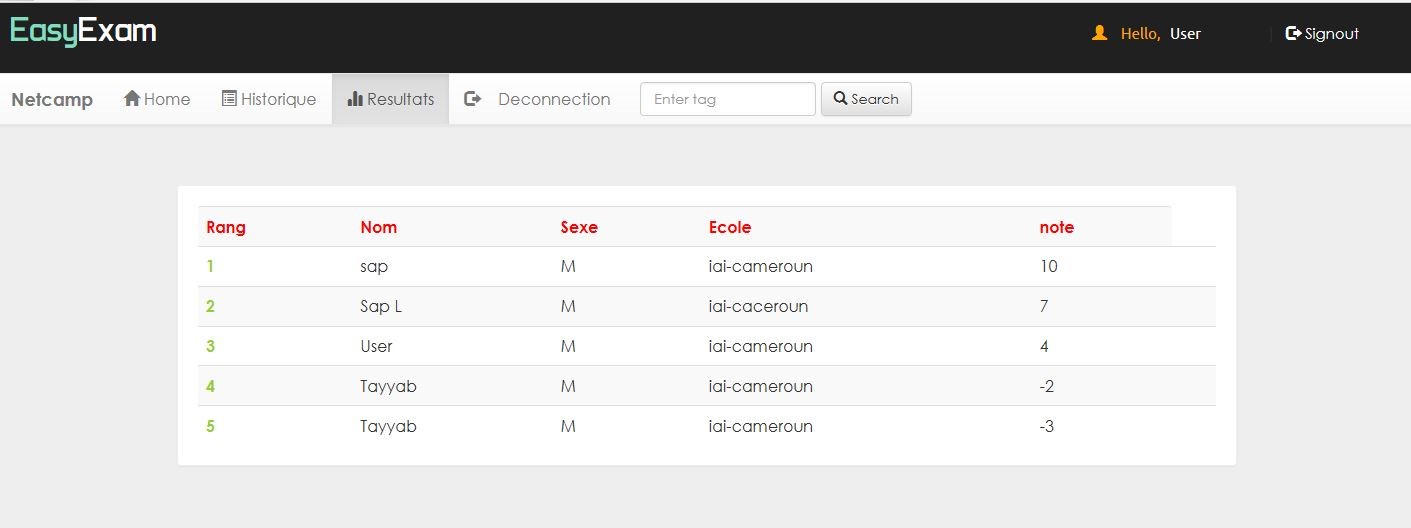 EasyExam Hello, User | Signout
Netcamp Home Historique Resultats Deconnection Enter tag Search
Rang Nom Sexe Ecole note
1 sap M iai-cameroun 10
2 Sap L M iai-caceroun 7
3 User M iai-cameroun 4
4 Tayyab M iai-cameroun -2
5 Tayyab M iai-cameroun -3